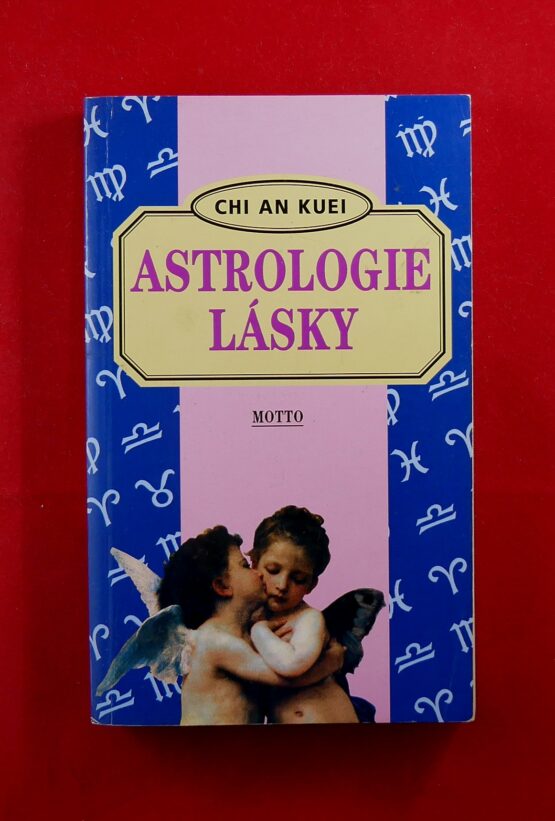 CHI AN KUEI
ASTROLOGIE
LÁSKY
MOTTO